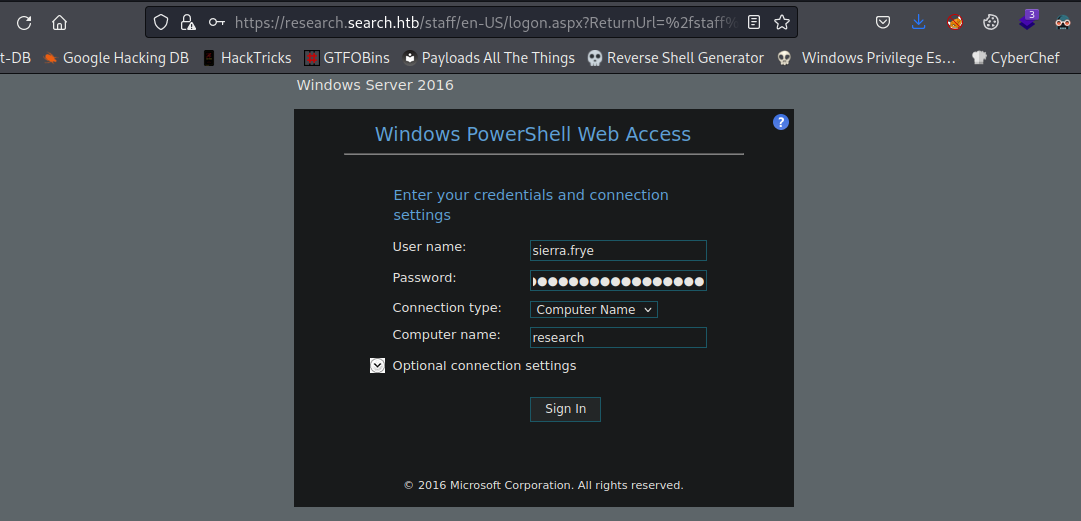 https://research.search.htb/staff/en-US/logon.aspx?ReturnUrl=%2fstaff%
3
t-DB Google Hacking DB HackTricks GTFOBins Payloads All The Things Reverse Shell Generator Windows Privilege Es… CyberChef
Windows Server 2016
?
Windows PowerShell Web Access
Enter your credentials and connection
settings
User name: sierra.frye
Password:
Connection type: Computer Name
Computer name: research
Optional connection settings
Sign In
© 2016 Microsoft Corporation. All rights reserved.